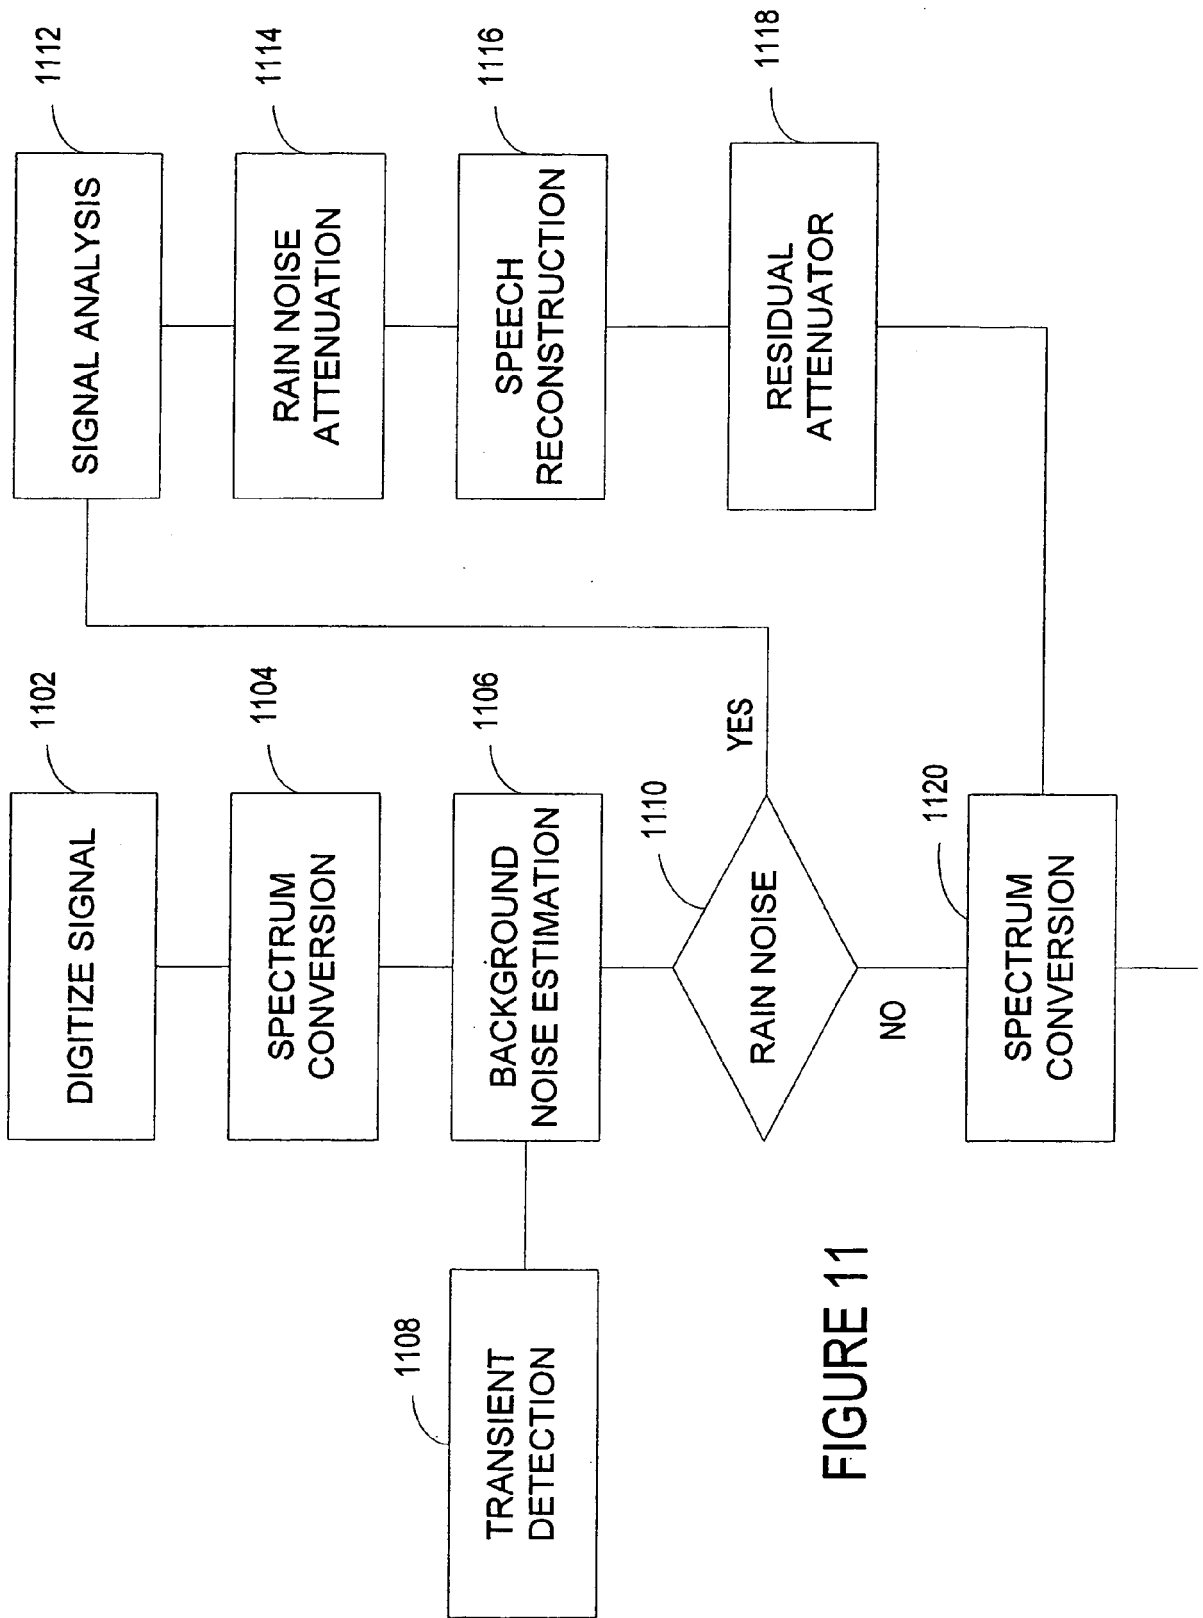 1102
DIGITIZE SIGNAL
1104
SPECTRUM
CONVERSION
1106
BACKGROUND
NOISE ESTIMATION
1108
TRANSIENT
DETECTION
1110
RAIN NOISE
YES
NO
1112
SIGNAL ANALYSIS
1114
RAIN NOISE
ATTENUATION
1116
SPEECH
RECONSTRUCTION
1118
RESIDUAL
ATTENUATOR
1120
SPECTRUM
CONVERSION
FIGURE 11